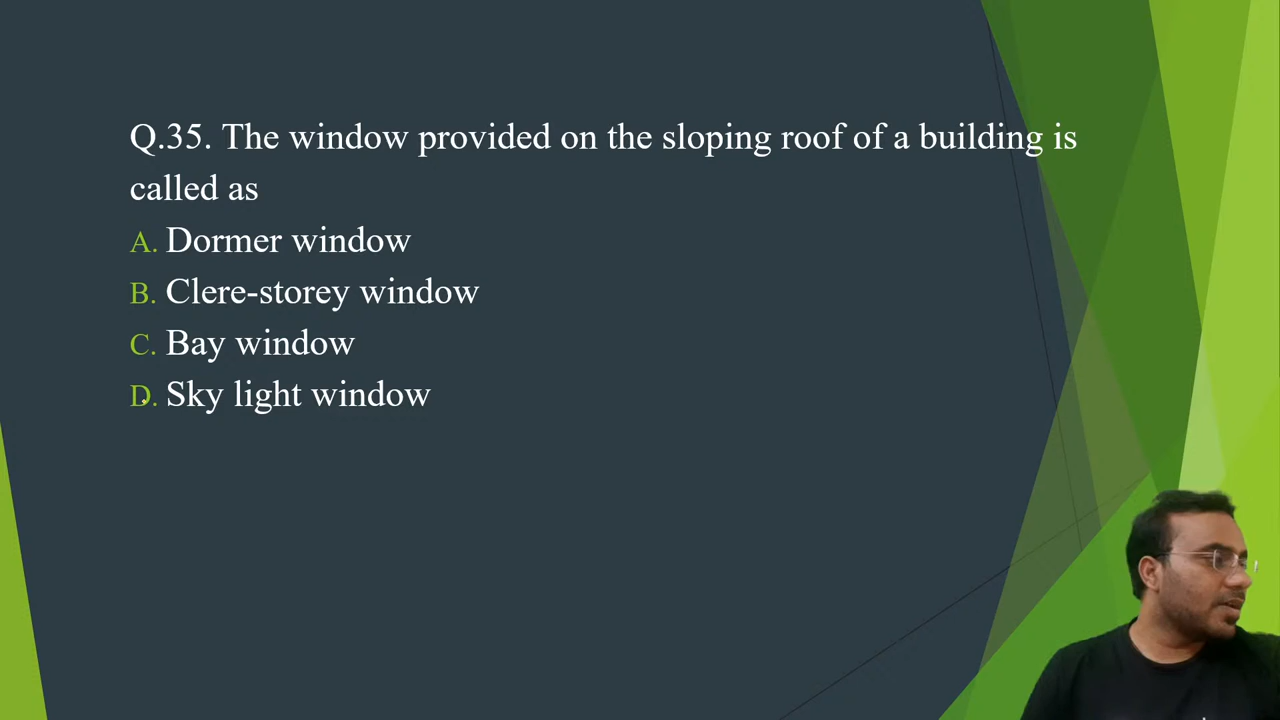 Q.35. The window provided on the sloping roof of a building is
called as
A. Dormer window
B. Clere-storey window
C. Bay window
D. Sky light window